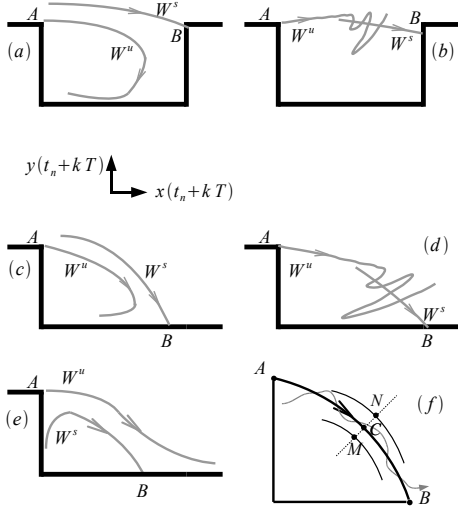 A
W^s
B
(a)
W^u
A
W^u
B
W^s
(b)
y(t_n+kT)
x(t_n+kT)
A
(c)
W^u
W^s
B
A
W^u
(d)
W^s
B
A
W^u
(e)
W^s
B
A
(f)
N
C
M
B